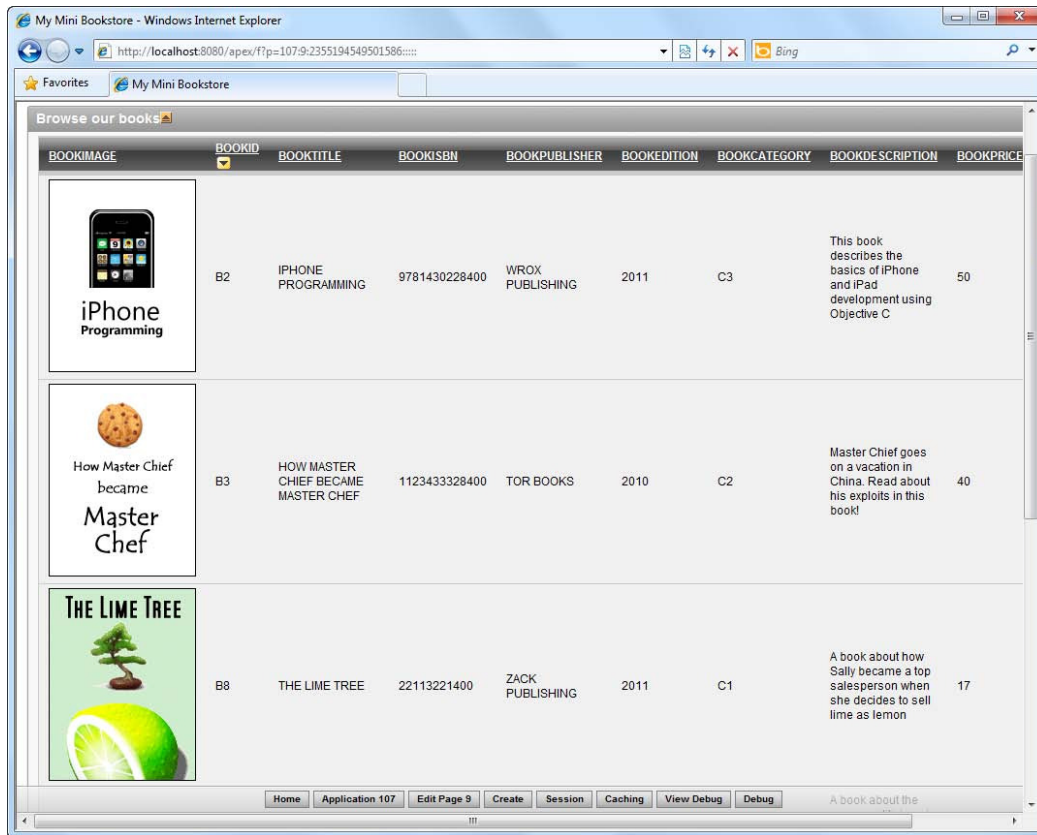 My Mini Bookstore - Windows Internet Explorer
http://localhost:8080/apex/f?p=107:9:2355194549501586:::::
Bing
Favorites
My Mini Bookstore
Browse our books
BOOKIMAGE BOOKID BOOKTITLE BOOKISBN BOOKPUBLISHER BOOKEDITION BOOKCATEGORY BOOKDESCRIPTION BOOKPRICE
iPhone
Programming
B2
IPHONE
PROGRAMMING
9781430228400
WROX
PUBLISHING
2011
C3
This book
describes the
basics of iPhone
and iPad
development using
Objective C
50
How Master Chief
became
Master
Chef
B3
HOW MASTER
CHIEF BECAME
MASTER CHEF
1123433328400
TOR BOOKS
2010
C2
Master Chief goes
on a vacation in
China. Read about
his exploits in this
book!
40
THE LIME TREE
B8
THE LIME TREE
22113221400
ZACK
PUBLISHING
2011
C1
A book about how
Sally became a top
salesperson when
she decides to sell
lime as lemon
17
Home Application 107 Edit Page 9 Create Session Caching View Debug Debug
A book about the